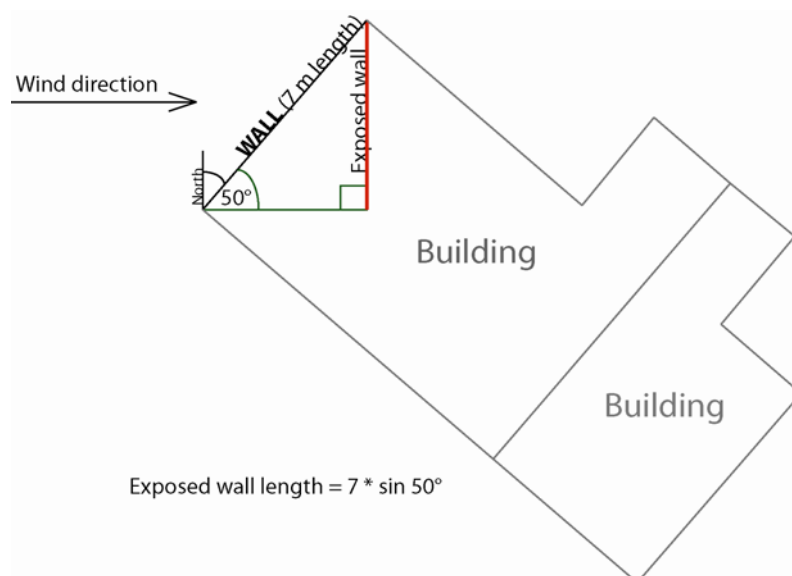 Wind direction
WALL (7 m length)
Exposed wall
North
50°
Building
Building
Exposed wall length = 7 * sin 50°